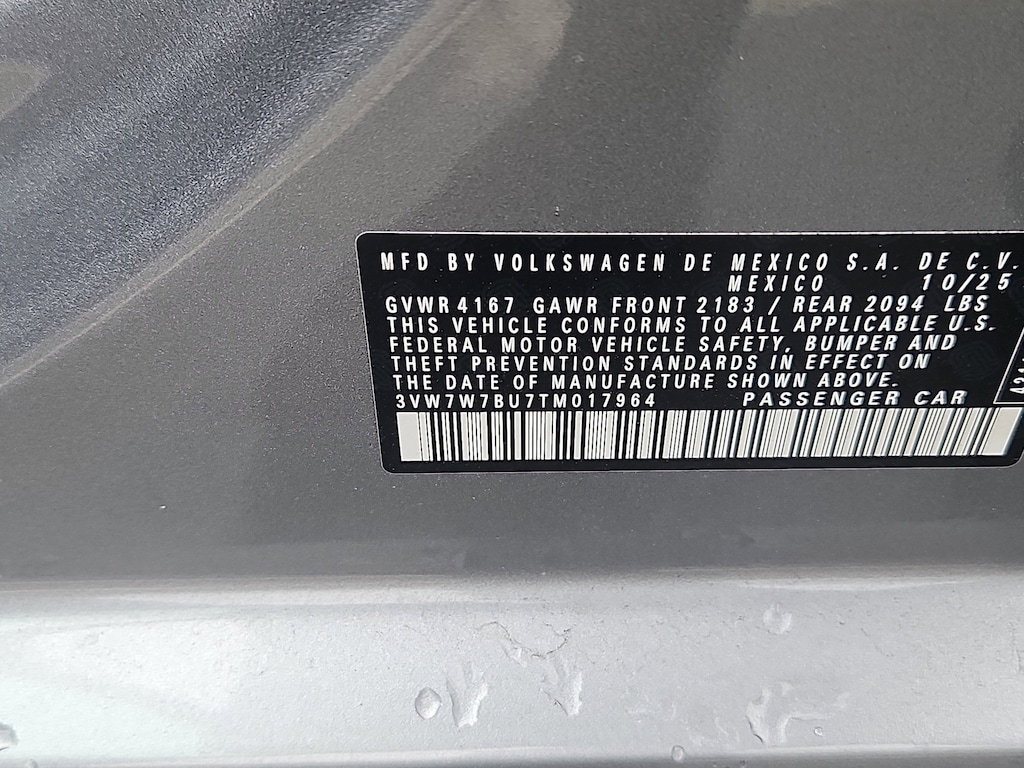 MFD BY VOLKSWAGEN DE MEXICO S.A. DE C.V.
MEXICO 10/25
GVWR 4167 GAWR FRONT 2183 / REAR 2094 LBS
THIS VEHICLE CONFORMS TO ALL APPLICABLE U.S.
FEDERAL MOTOR VEHICLE SAFETY, BUMPER AND
THEFT PREVENTION STANDARDS IN EFFECT ON
THE DATE OF MANUFACTURE SHOWN ABOVE.
3VW7W7BU7TM017964 PASSENGER CAR